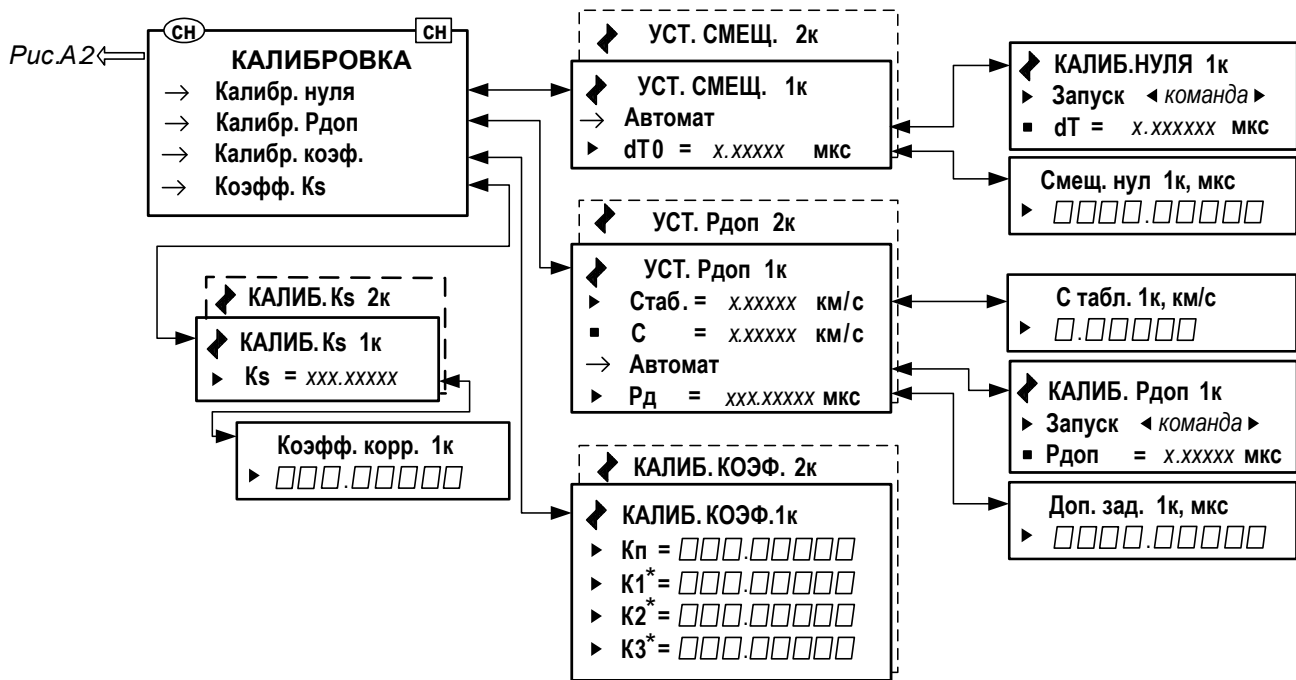 Рис.А.2
СН
СН
КАЛИБРОВКА
→ Калибр. нуля
→ Калибр. Рдоп
→ Калибр. коэф.
→ Коэфф. Ks
УСТ. СМЕЩ. 2к
УСТ. СМЕЩ. 1к
→ Автомат
▶ dT0 = x.xxxxx мкс
КАЛИБ.НУЛЯ 1к
▶ Запуск ◀ команда ▶
■ dT = x.xxxxxx мкс
Смещ. нул 1к, мкс
▶ □□□□.□□□□□
УСТ. Рдоп 2к
УСТ. Рдоп 1к
▶ Cтаб. = x.xxxxx км/с
■ С = x.xxxxx км/с
→ Автомат
▶ Рд = xxx.xxxxx мкс
С табл. 1к, км/с
▶ □.□□□□□
КАЛИБ. Рдоп 1к
▶ Запуск ◀ команда ▶
■ Рдоп = x.xxxxx мкс
Доп. зад. 1к, мкс
▶ □□□□.□□□□□
КАЛИБ. Ks 2к
КАЛИБ. Ks 1к
▶ Ks = xxx.xxxxx
Коэфф. корр. 1к
▶ □□□.□□□□□
КАЛИБ. КОЭФ. 2к
КАЛИБ. КОЭФ.1к
▶ Кп = □□□.□□□□□
▶ К1* = □□□.□□□□□
▶ К2* = □□□.□□□□□
▶ К3* = □□□.□□□□□